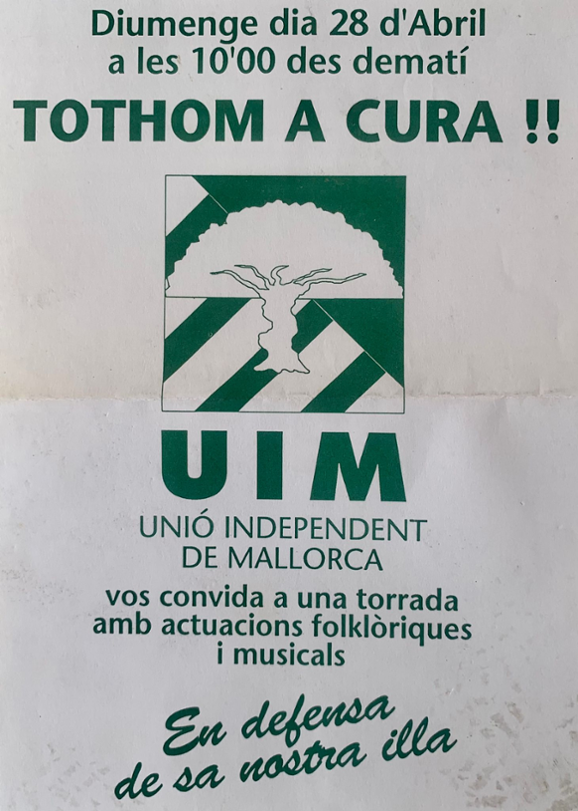 Diumenge dia 28 d'Abril
a les 10'00 des dematí
TOTHOM A CURA !!
UIM
UNIÓ INDEPENDENT
DE MALLORCA
vos convida a una torrada
amb actuacions folklòriques
i musicals
En defensa
de sa nostra illa